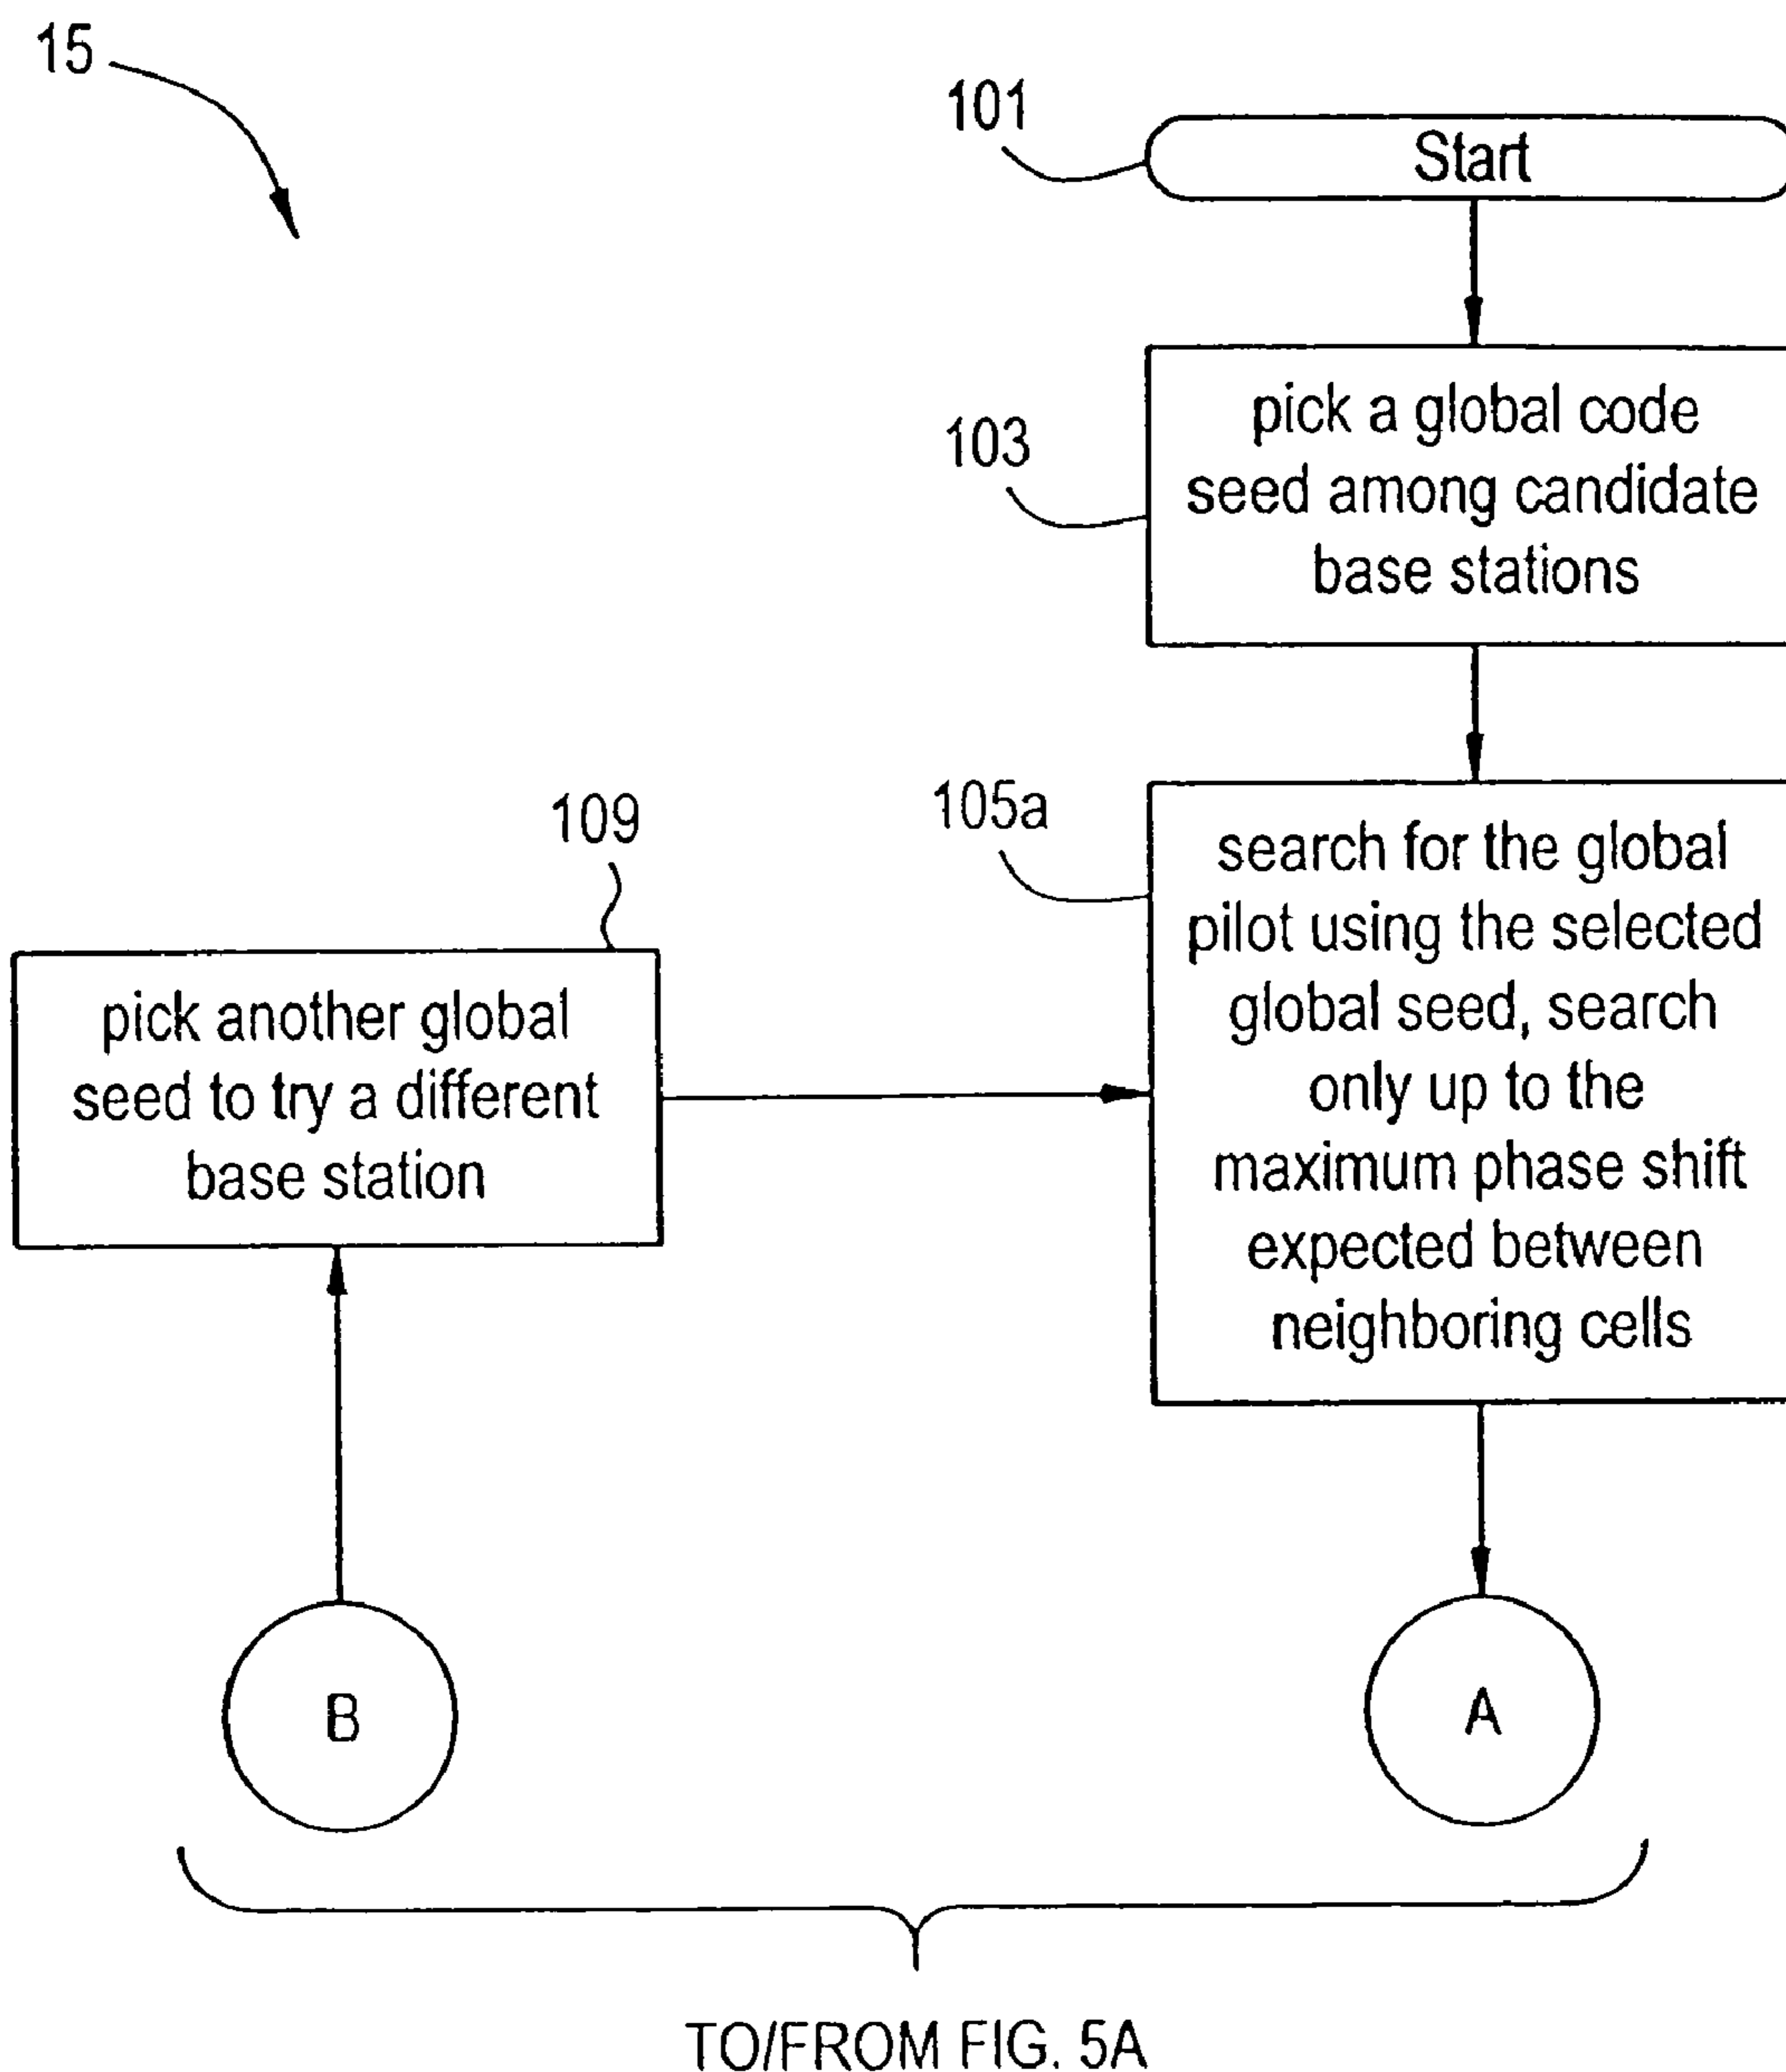 15
101
Start
103
pick a global code
seed among candidate
base stations
109
105a
search for the global
pilot using the selected
global seed, search
only up to the
maximum phase shift
expected between
neighboring cells
pick another global
seed to try a different
base station
B
A
TO/FROM FIG. 5A